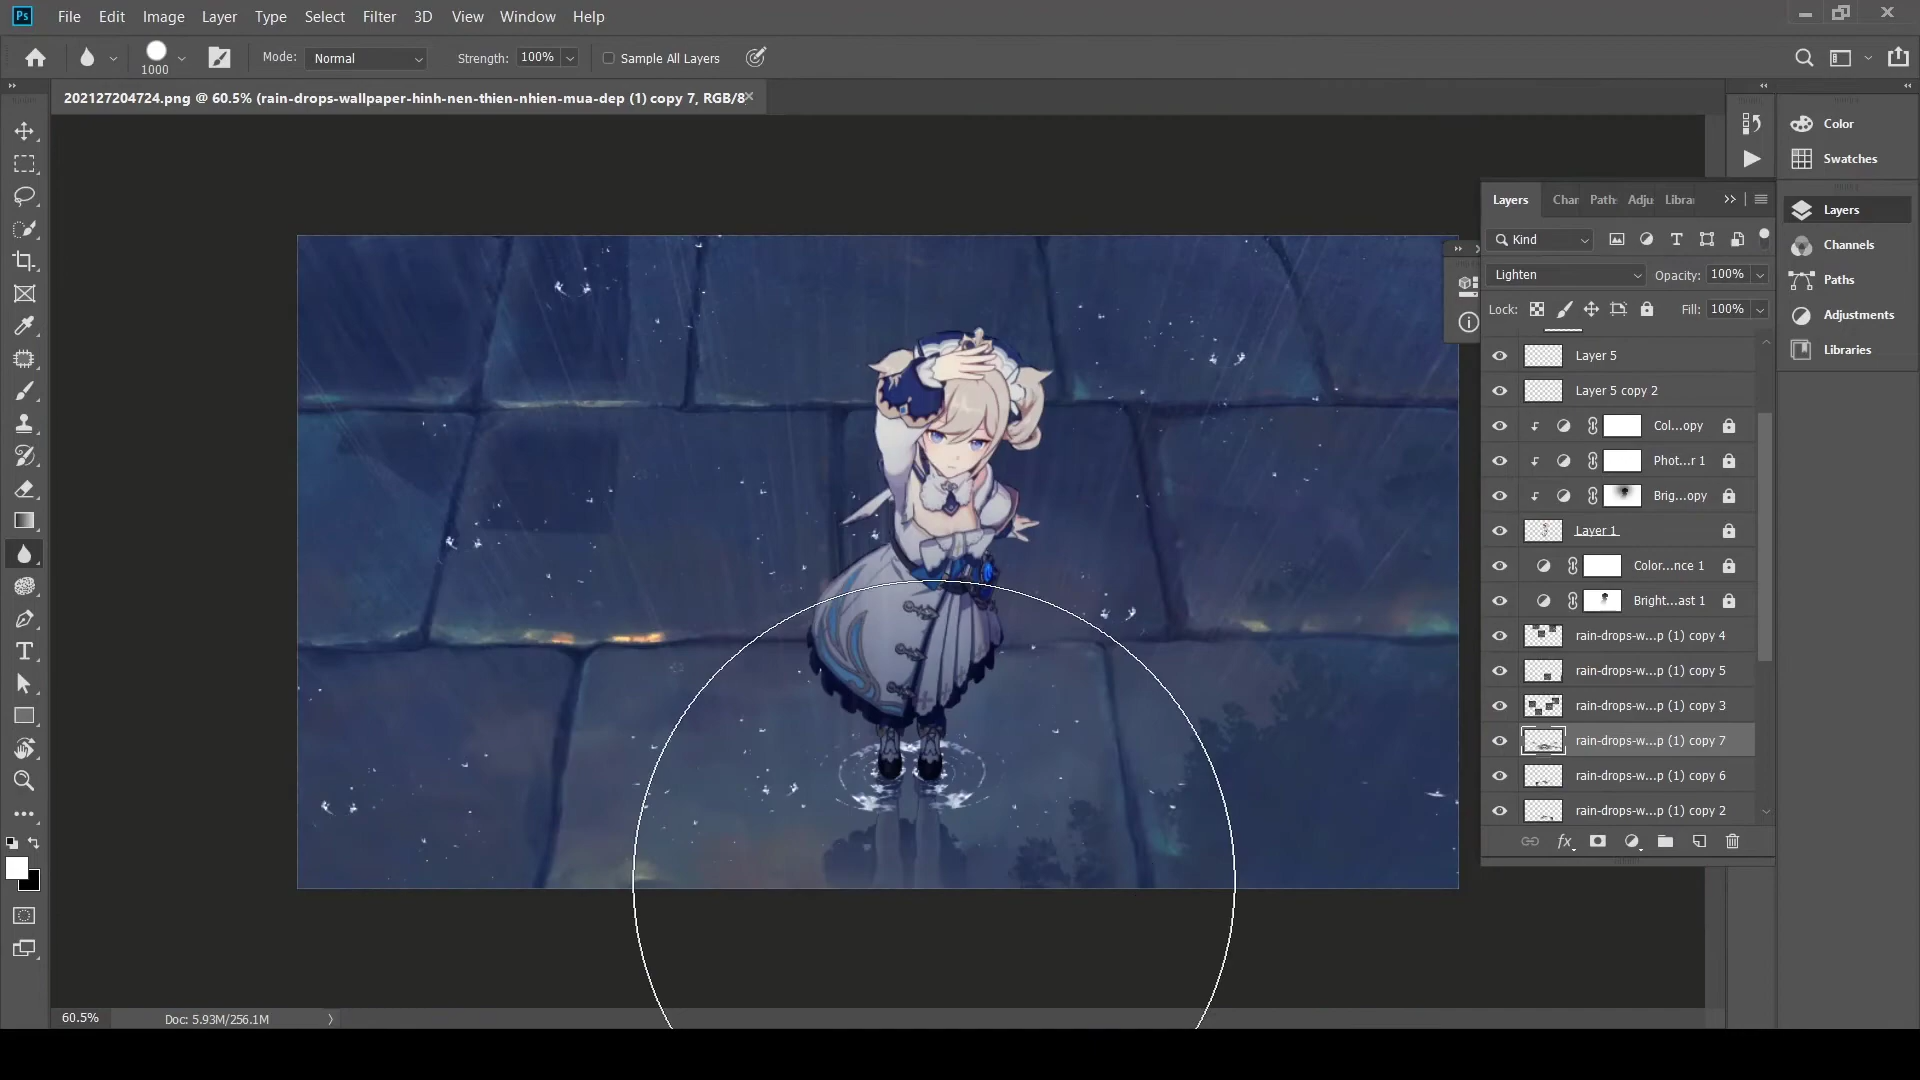 Ps File Edit Image Layer Type Select Filter 3D View Window Help
1000 Mode: Normal Strength: 100% Sample All Layers
202127204724.png @ 60.5% (rain-drops-wallpaper-hinh-nen-thien-nhien-mua-dep (1) copy 7, RGB/8
Color
Swatches
Layers
Channels
Paths
Adjustments
Libraries
Layers Char Path Adju Libra
Kind
Lighten Opacity: 100%
Lock: Fill: 100%
Layer 5
Layer 5 copy 2
Col...opy
Phot...r 1
Brig...opy
Layer 1
Color...nce 1
Bright...ast 1
rain-drops-w...p (1) copy 4
rain-drops-w...p (1) copy 5
rain-drops-w...p (1) copy 3
rain-drops-w...p (1) copy 7
rain-drops-w...p (1) copy 6
rain-drops-w...p (1) copy 2
fx
60.5% Doc: 5.93M/256.1M